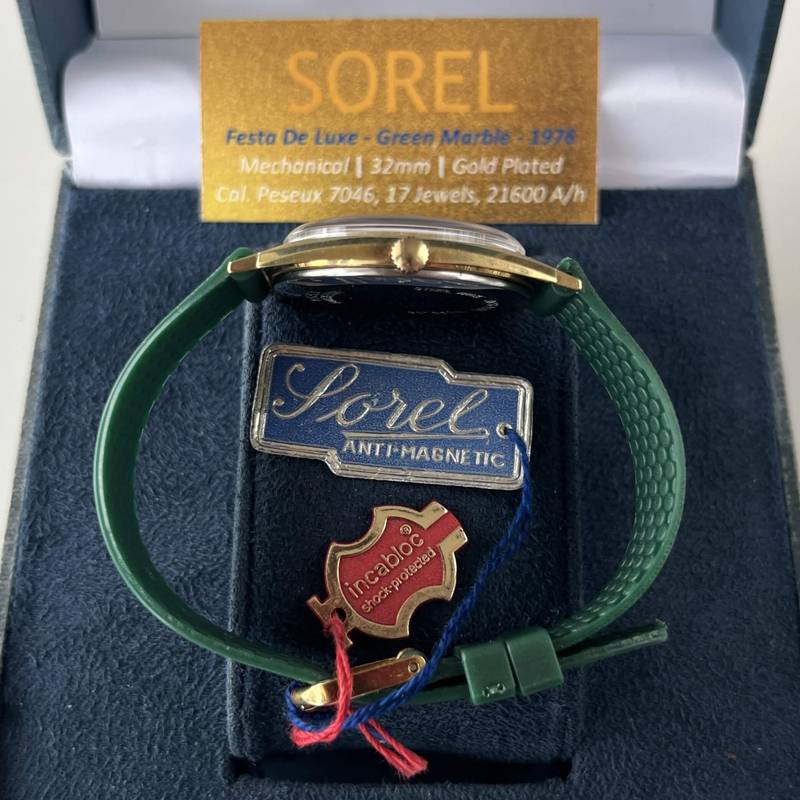 SOREL
Festa De Luxe - Green Marble - 1976
Mechanical | 32mm | Gold Plated
Cal. Peseux 7046, 17 Jewels, 21600 A/h
Sorel
ANTI-MAGNETIC
incabloc®
shock-protected